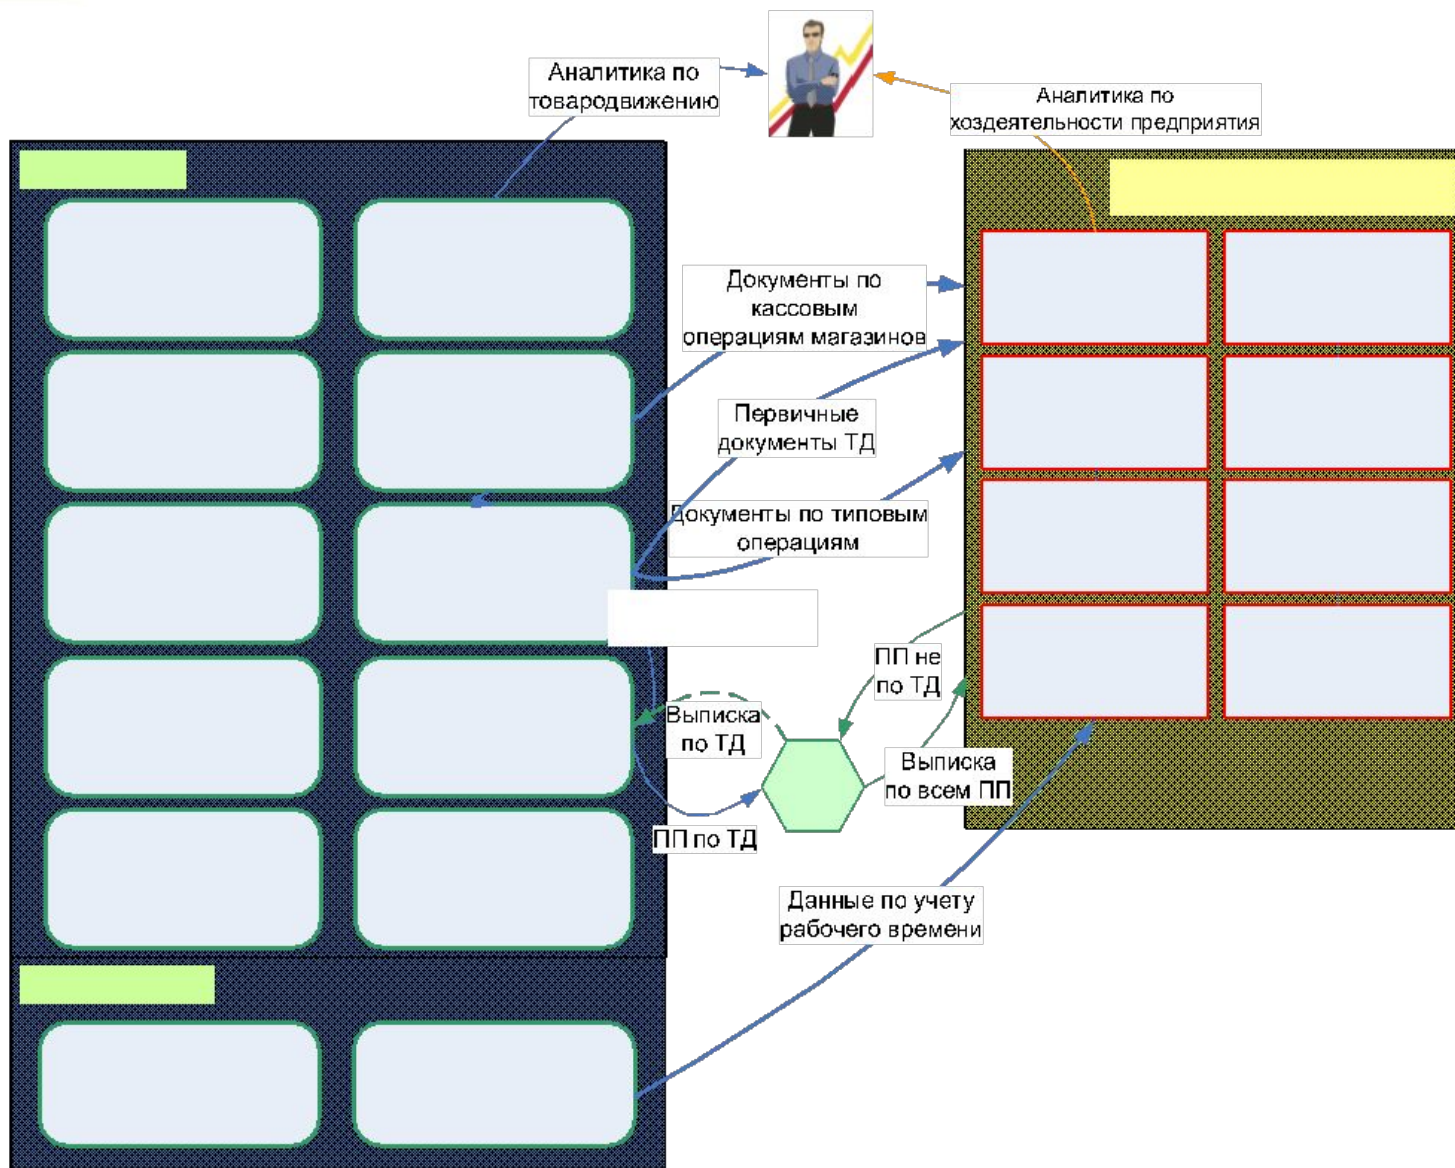 Аналитика по
товародвижению
Аналитика по
хоздеятельности предприятия
Документы по
кассовым
операциям магазинов
Первичные
документы ТД
Документы по типовым
операциям
ПП не
по ТД
Выписка
по ТД
Выписка
по всем ПП
ПП по ТД
Данные по учету
рабочего времени